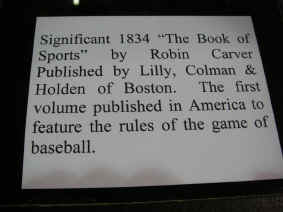 Significant 1834 “The Book of
Sports” by Robin Carver
Published by Lilly, Colman &
Holden of Boston. The first
volume published in America to
feature the rules of the game of
baseball.